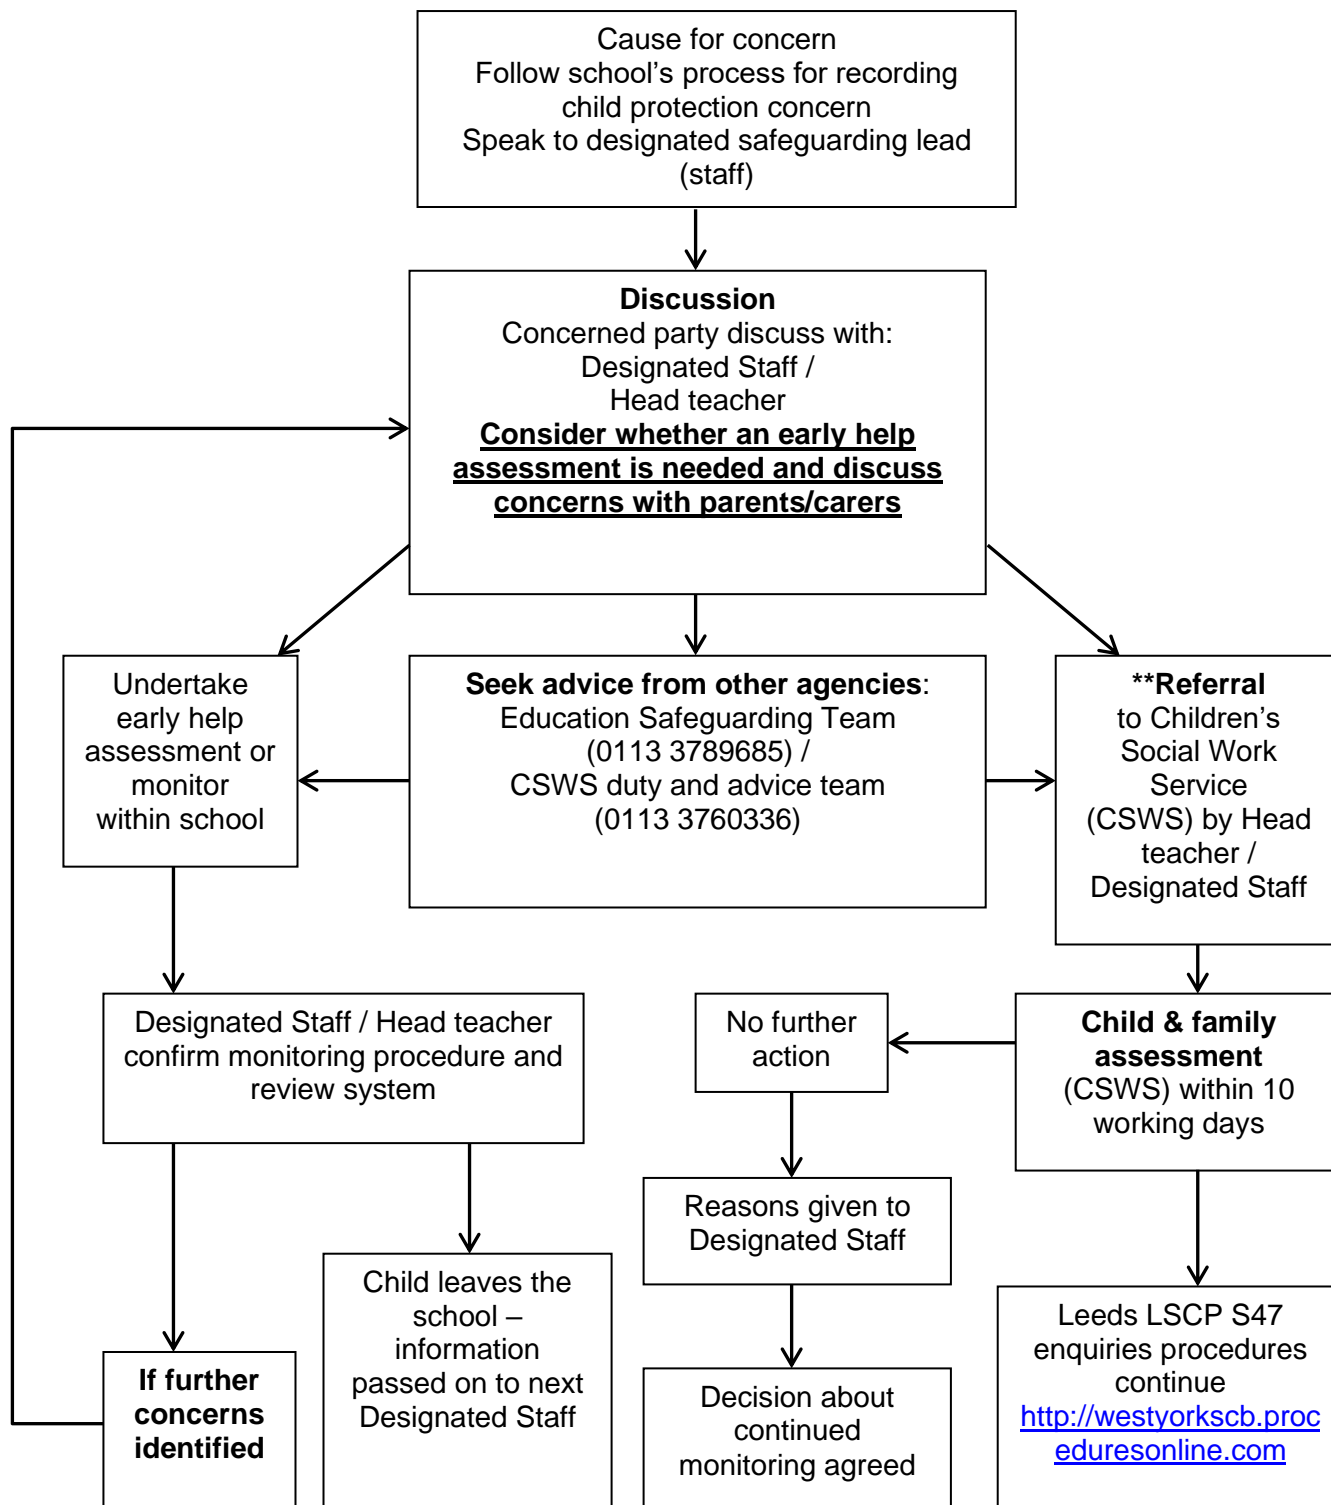 Cause for concern
Follow school’s process for recording
child protection concern
Speak to designated safeguarding lead
(staff)
Discussion
Concerned party discuss with:
Designated Staff /
Head teacher
Consider whether an early help
assessment is needed and discuss
concerns with parents/carers
Undertake
early help
assessment or
monitor
within school
Seek advice from other agencies:
Education Safeguarding Team
(0113 3789685) /
CSWS duty and advice team
(0113 3760336)
**Referral
to Children’s
Social Work
Service
(CSWS) by Head
teacher /
Designated Staff
Designated Staff / Head teacher
confirm monitoring procedure and
review system
No further
action
Child & family
assessment
(CSWS) within 10
working days
Reasons given to
Designated Staff
If further
concerns
identified
Child leaves the
school –
information
passed on to next
Designated Staff
Decision about
continued
monitoring agreed
Leeds LSCP S47
enquiries procedures
continue
http://westyorkscb.proc
eduresonline.com